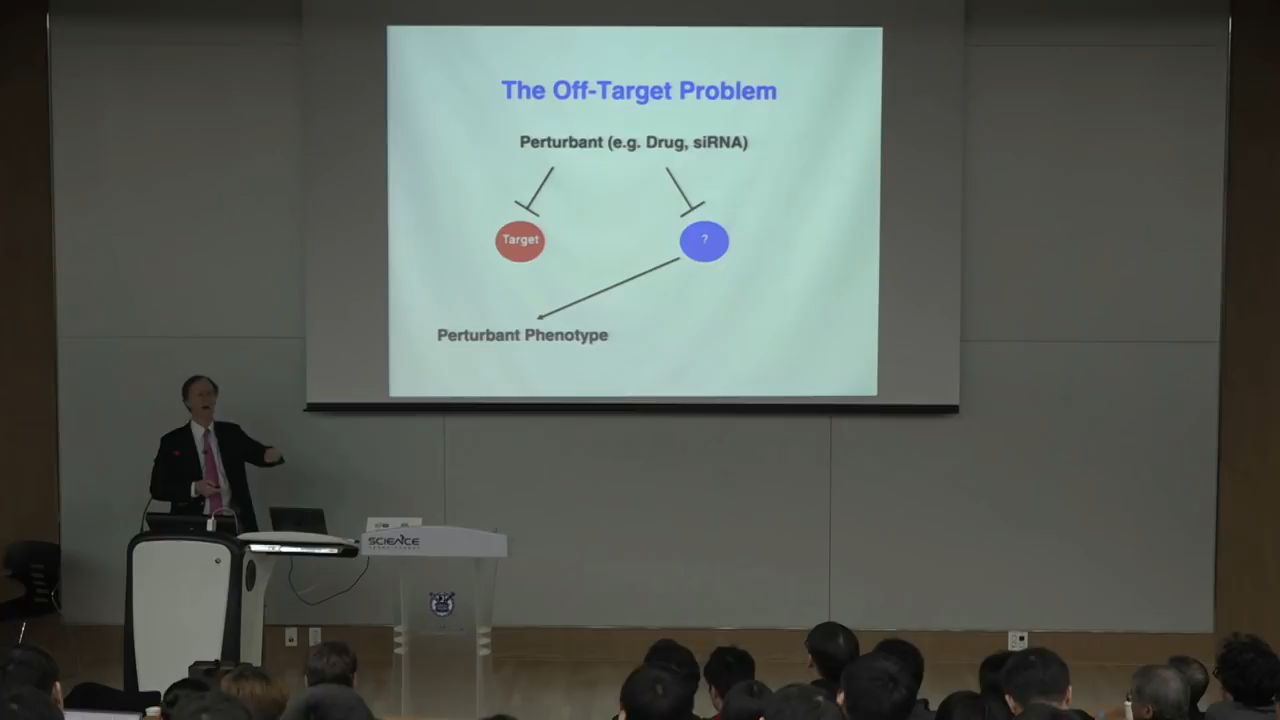 The Off-Target Problem
Perturbant (e.g. Drug, siRNA)
Target
?
Perturbant Phenotype
SCIENCE